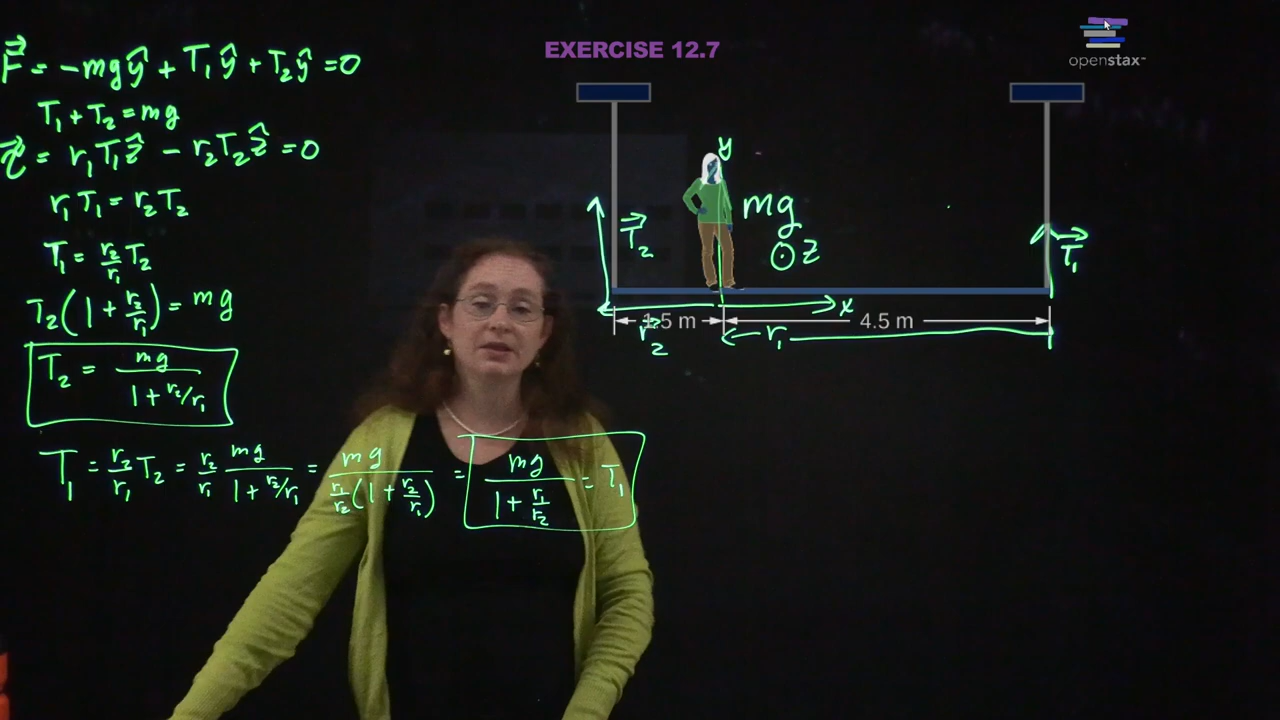 EXERCISE 12.7
openstax™
F⃗ = -mgŷ + T₁ŷ + T₂ŷ = 0
T₁ + T₂ = mg
τ⃗ = r₁T₁ẑ - r₂T₂ẑ = 0
r₁T₁ = r₂T₂
T₁ = r₂/r₁ T₂
T₂(1 + r₂/r₁) = mg
T₂ = mg / (1 + r₂/r₁)
T₁ = r₂/r₁ T₂ = r₂/r₁ mg / (1 + r₂/r₁) = mg / (r₁/r₂ (1 + r₂/r₁)) = mg / (1 + r₁/r₂) = T₁
y
mg
T⃗₂
z
T⃗₁
x
1.5 m
4.5 m
r₂
r₁